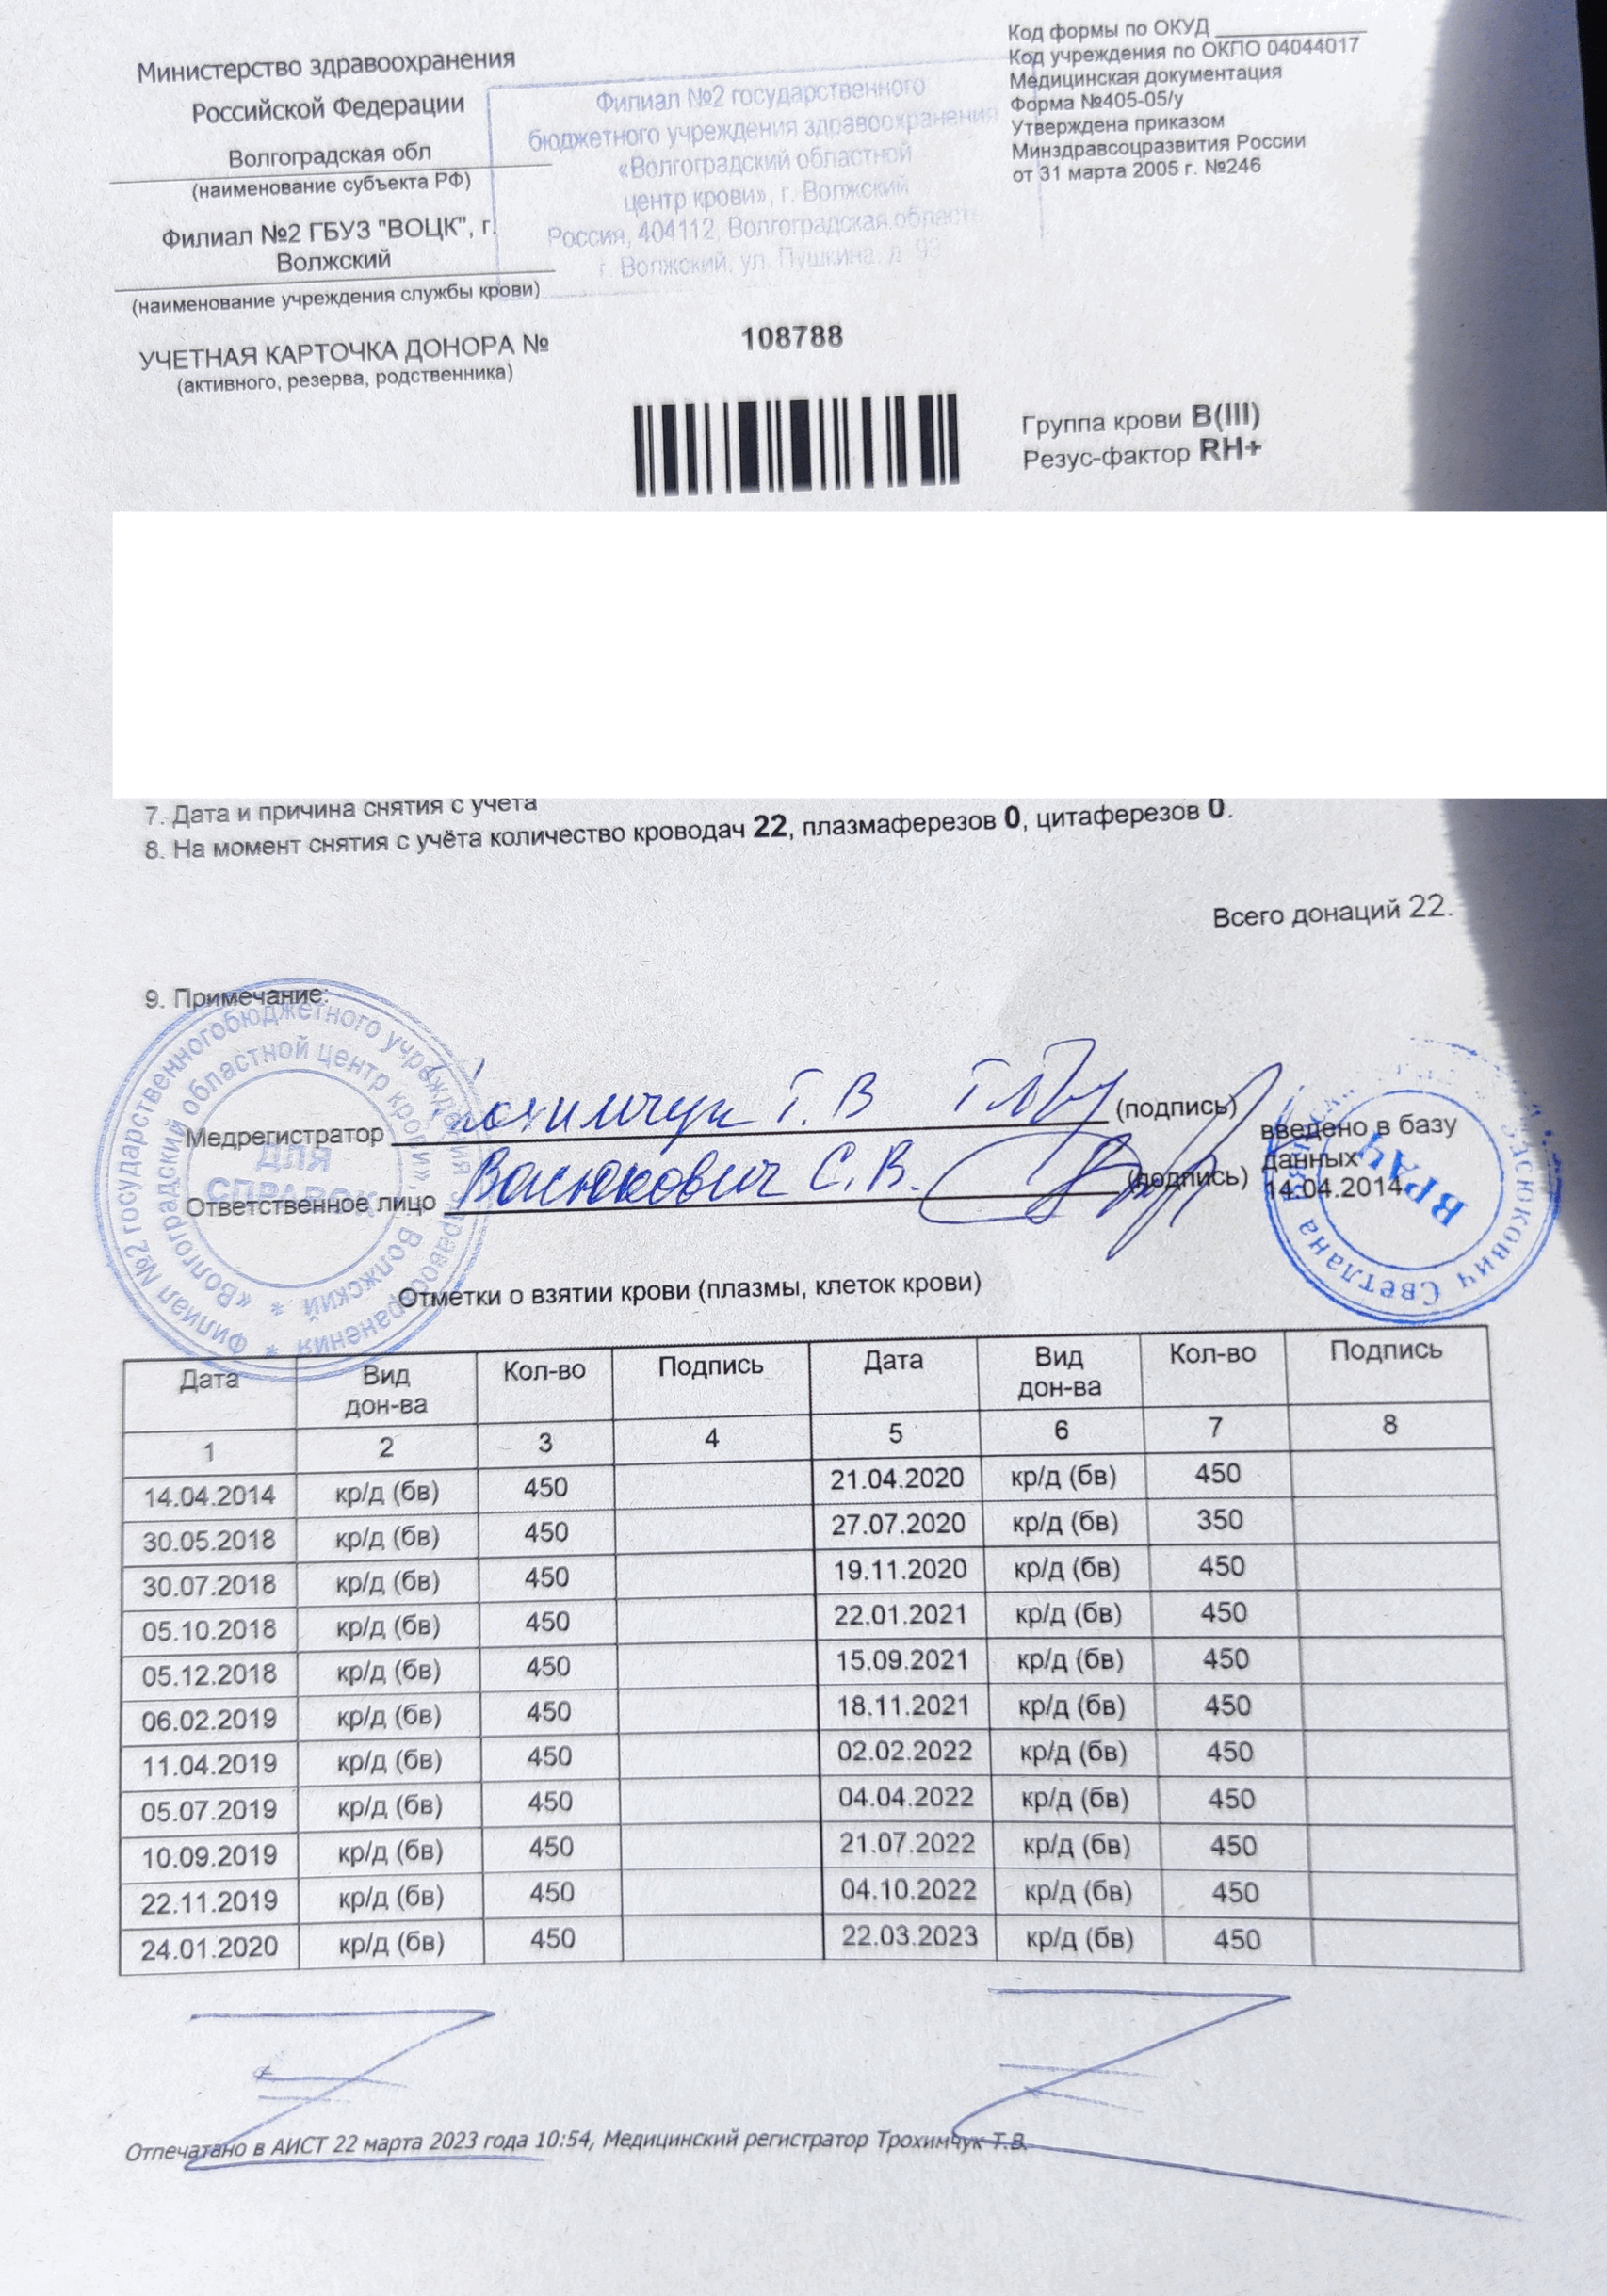 Министерство здравоохранения
Российской Федерации
Волгоградская обл
(наименование субъекта РФ)
Филиал №2 ГБУЗ "ВОЦК", г.
Волжский
(наименование учреждения службы крови)
Филиал №2 государственного
бюджетного учреждения здравоохранения
«Волгоградский областной
центр крови», г. Волжский
Россия, 404112, Волгоградская область
г. Волжский, ул. Пушкина, д. 93
Код формы по ОКУД
Код учреждения по ОКПО 04044017
Медицинская документация
Форма №405-05/у
Утверждена приказом
Минздравсоцразвития России
от 31 марта 2005 г. №246
УЧЕТНАЯ КАРТОЧКА ДОНОРА №
108788
(активного, резерва, родственника)
Группа крови B(III)
Резус-фактор RH+
7. Дата и причина снятия с учета
8. На момент снятия с учёта количество кроводач 22, плазмаферезов 0, цитаферезов 0.
Всего донаций 22.
9. Примечание:
Филиал №2 государственного бюджетного учреждения здравоохранения *
«Волгоградский областной центр крови», г. Волжский *
ДЛЯ
СПРАВОК
Медрегистратор Трохимчук Т. В (подпись)
Ответственное лицо Васюкович С. В. (подпись)
введено в базу
данных
14.04.2014
Васюкович Светлана
ВРАЧ
Отметки о взятии крови (плазмы, клеток крови)
Дата Вид дон-ва Кол-во Подпись Дата Вид дон-ва Кол-во Подпись
1 2 3 4 5 6 7 8
14.04.2014 кр/д (бв) 450 21.04.2020 кр/д (бв) 450
30.05.2018 кр/д (бв) 450 27.07.2020 кр/д (бв) 350
30.07.2018 кр/д (бв) 450 19.11.2020 кр/д (бв) 450
05.10.2018 кр/д (бв) 450 22.01.2021 кр/д (бв) 450
05.12.2018 кр/д (бв) 450 15.09.2021 кр/д (бв) 450
06.02.2019 кр/д (бв) 450 18.11.2021 кр/д (бв) 450
11.04.2019 кр/д (бв) 450 02.02.2022 кр/д (бв) 450
05.07.2019 кр/д (бв) 450 04.04.2022 кр/д (бв) 450
10.09.2019 кр/д (бв) 450 21.07.2022 кр/д (бв) 450
22.11.2019 кр/д (бв) 450 04.10.2022 кр/д (бв) 450
24.01.2020 кр/д (бв) 450 22.03.2023 кр/д (бв) 450
Отпечатано в АИСТ 22 марта 2023 года 10:54, Медицинский регистратор Трохимчук Т.В.